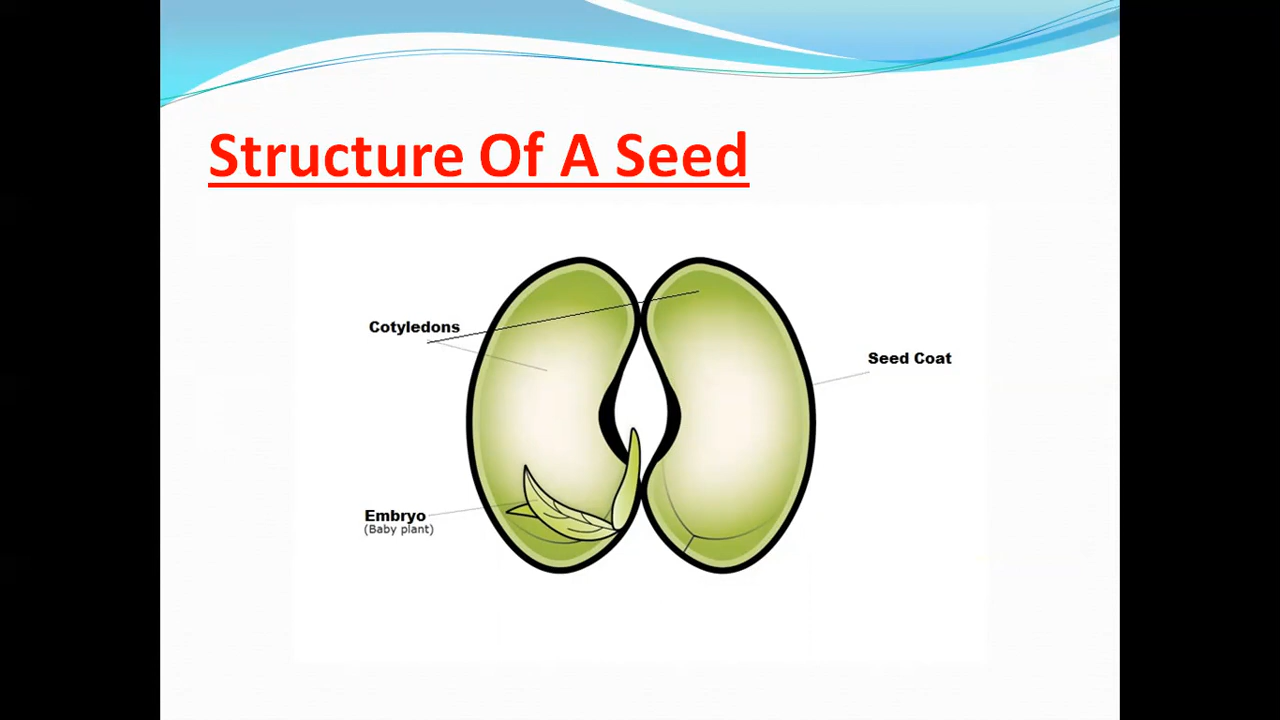 Structure Of A Seed
Cotyledons
Seed Coat
Embryo
(Baby plant)